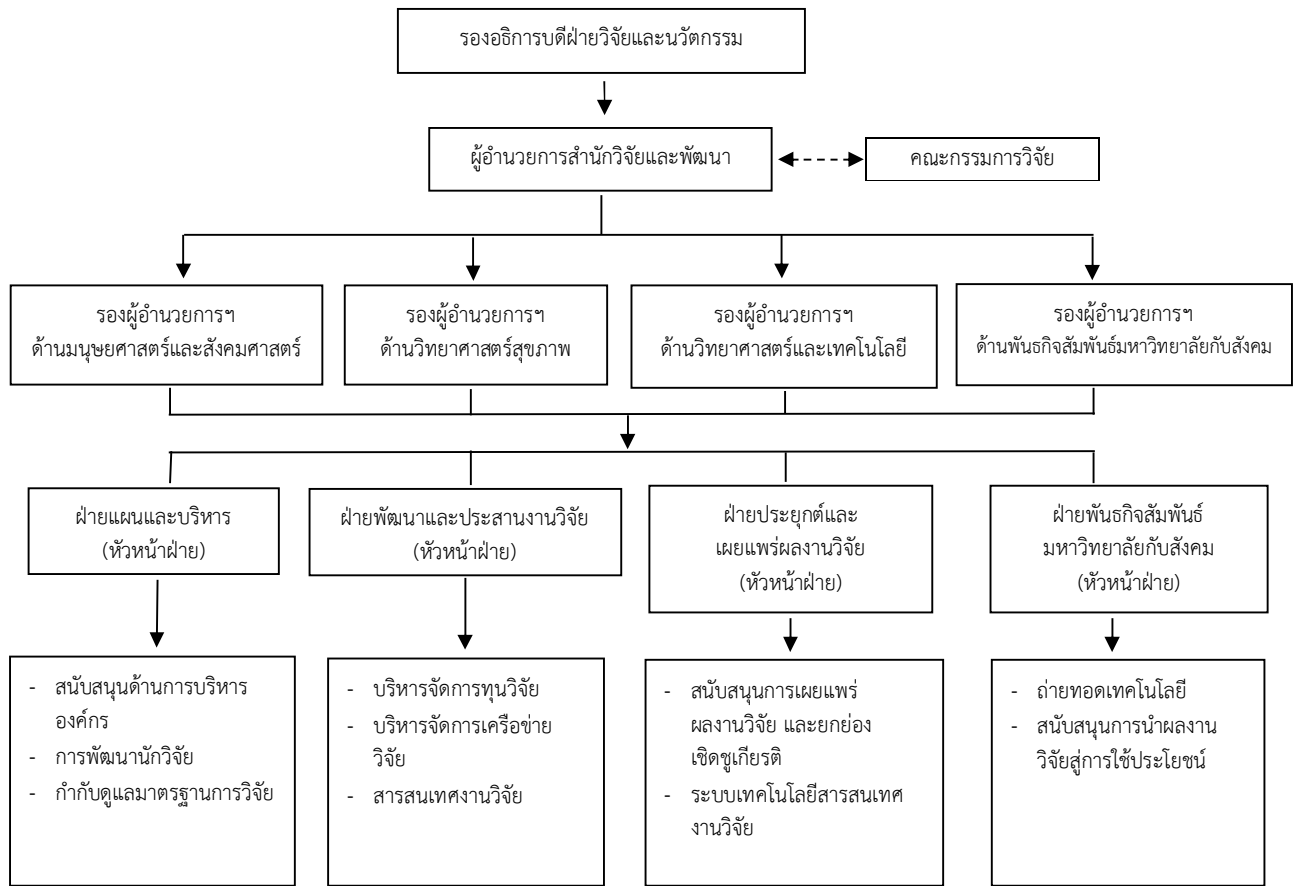 รองอธิการบดีฝ่ายวิจัยและนวัตกรรม
ผู้อำนวยการสำนักวิจัยและพัฒนา
คณะกรรมการวิจัย
รองผู้อำนวยการฯ
ด้านมนุษยศาสตร์และสังคมศาสตร์
รองผู้อำนวยการฯ
ด้านวิทยาศาสตร์สุขภาพ
รองผู้อำนวยการฯ
ด้านวิทยาศาสตร์และเทคโนโลยี
รองผู้อำนวยการฯ
ด้านพันธกิจสัมพันธ์มหาวิทยาลัยกับสังคม
ฝ่ายแผนและบริหาร
(หัวหน้าฝ่าย)
ฝ่ายพัฒนาและประสานงานวิจัย
(หัวหน้าฝ่าย)
ฝ่ายประยุกต์และ
เผยแพร่ผลงานวิจัย
(หัวหน้าฝ่าย)
ฝ่ายพันธกิจสัมพันธ์
มหาวิทยาลัยกับสังคม
(หัวหน้าฝ่าย)
- สนับสนุนด้านการบริหาร
องค์กร
- การพัฒนานักวิจัย
- กำกับดูแลมาตรฐานการวิจัย
- บริหารจัดการทุนวิจัย
- บริหารจัดการเครือข่าย
วิจัย
- สารสนเทศงานวิจัย
- สนับสนุนการเผยแพร่
ผลงานวิจัย และยกย่อง
เชิดชูเกียรติ
- ระบบเทคโนโลยีสารสนเทศ
งานวิจัย
- ถ่ายทอดเทคโนโลยี
- สนับสนุนการนำผลงาน
วิจัยสู่การใช้ประโยชน์